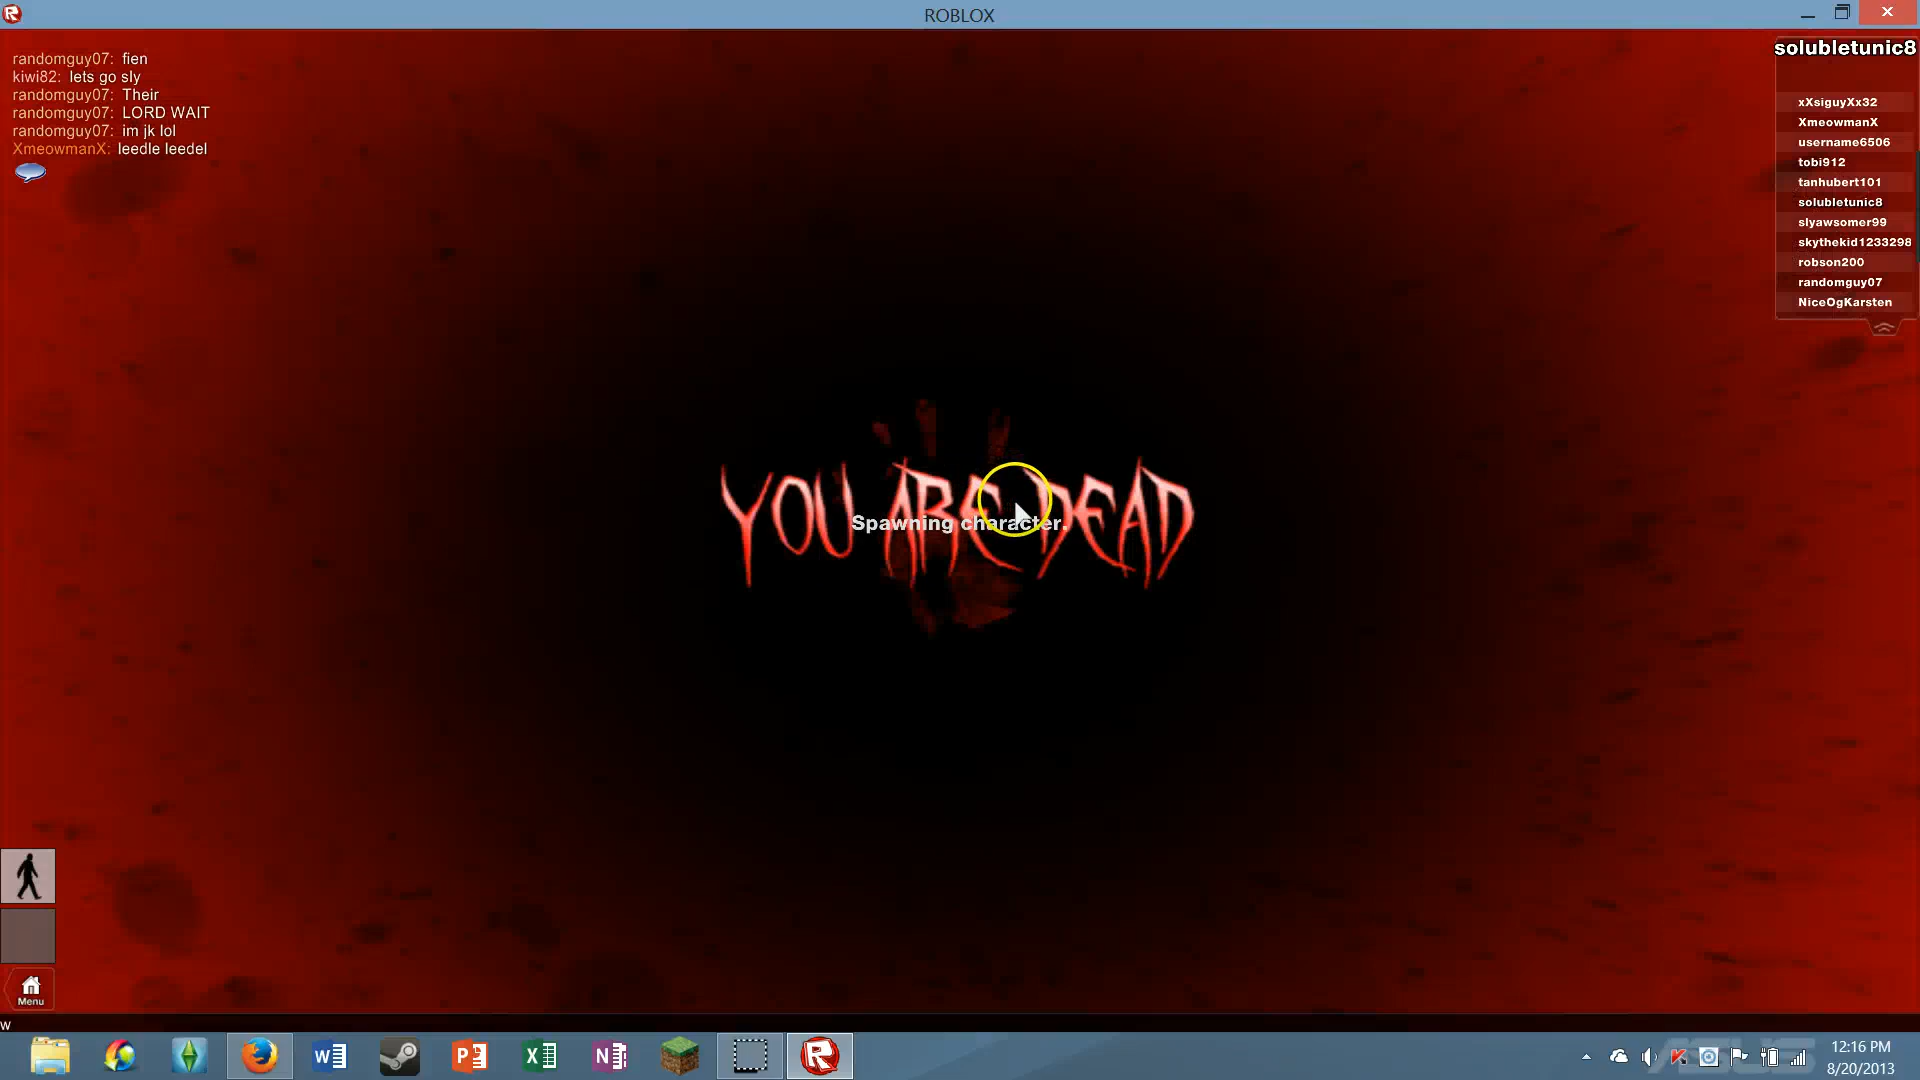 ROBLOX
randomguy07: fien
kiwi82: lets go sly
randomguy07: Their
randomguy07: LORD WAIT
randomguy07: im jk lol
XmeowmanX: leedle leedel
solubletunic8
xXsiguyXx32
XmeowmanX
username6506
tobi912
tanhubert101
solubletunic8
slyawsomer99
skythekid1233298
robson200
randomguy07
NiceOgKarsten
YOU ARE DEAD
Spawning character.
Menu
w
ASUS
12:16 PM
8/20/2013